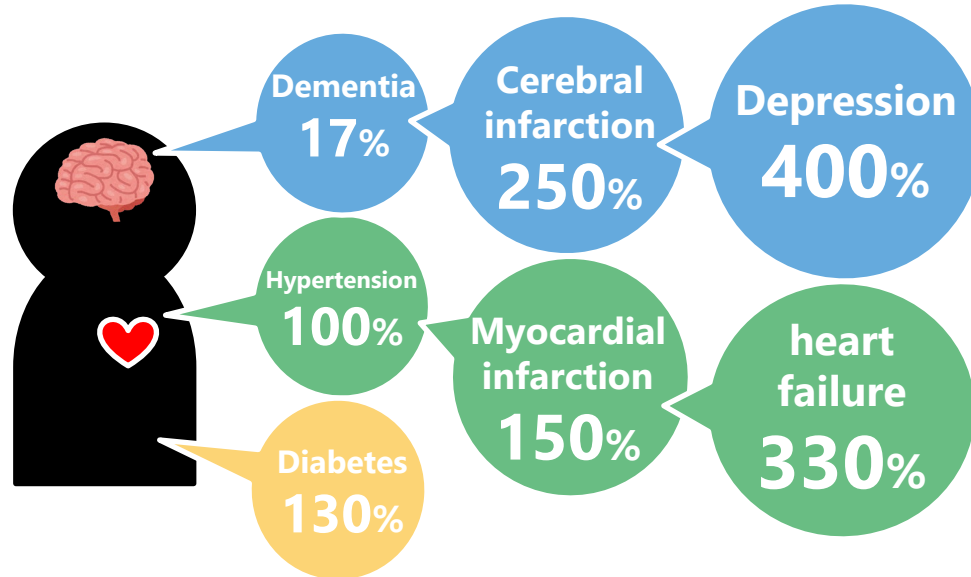 Dementia
17%
Cerebral
infarction
250%
Depression
400%
Hypertension
100%
Myocardial
infarction
150%
heart
failure
330%
Diabetes
130%